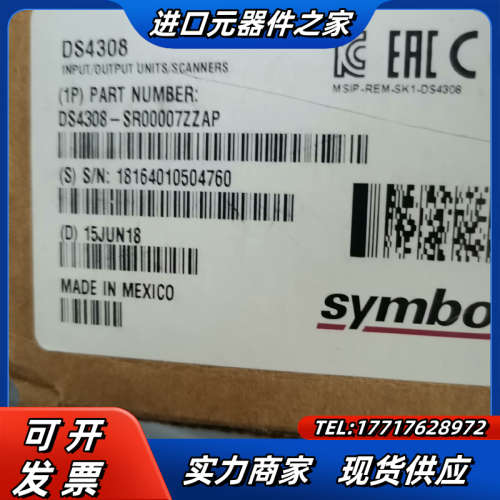 进口元器件之家
DS4308
INPUT/OUTPUT UNITS/SCANNERS
EAC
MSIP-REM-SK1-DS4308
(1P) PART NUMBER:
DS4308-SR00007ZZAP
(S) S/N: 18164010504760
(D) 15JUN18
MADE IN MEXICO
symbo
TEL:17717628972
可开
发票
实力商家 现货供应